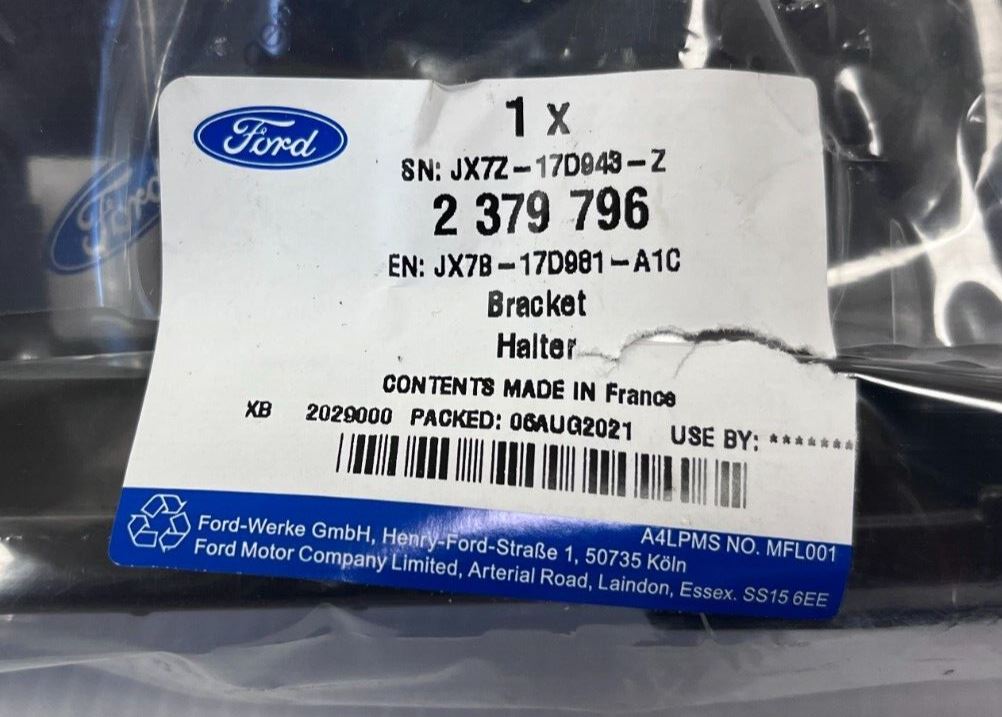 Ford
1 x
SN: JX7Z-17D943-Z
2 379 796
EN: JX7B-17D981-A1C
Bracket
Halter
CONTENTS MADE IN France
XB 2029000 PACKED: 06AUG2021 USE BY: *******
A4LPMS NO. MFL001
Ford-Werke GmbH, Henry-Ford-Straße 1, 50735 Köln
Ford Motor Company Limited, Arterial Road, Laindon, Essex. SS15 6EE
Ford